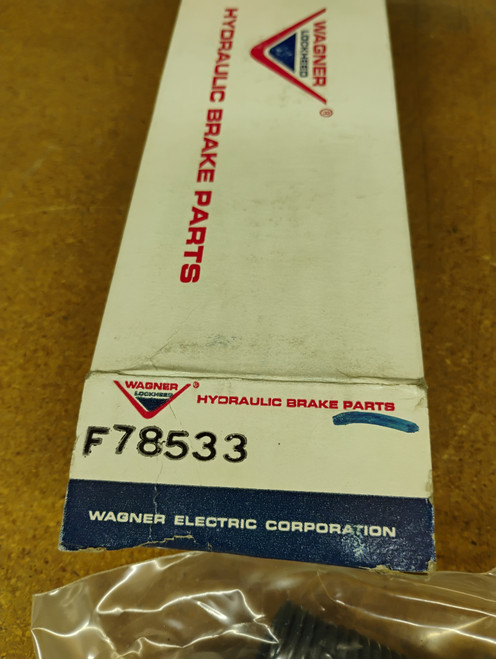 WAGNER
LOCKHEED
®
HYDRAULIC BRAKE PARTS
WAGNER
LOCKHEED
®
HYDRAULIC BRAKE PARTS
F78533
WAGNER ELECTRIC CORPORATION